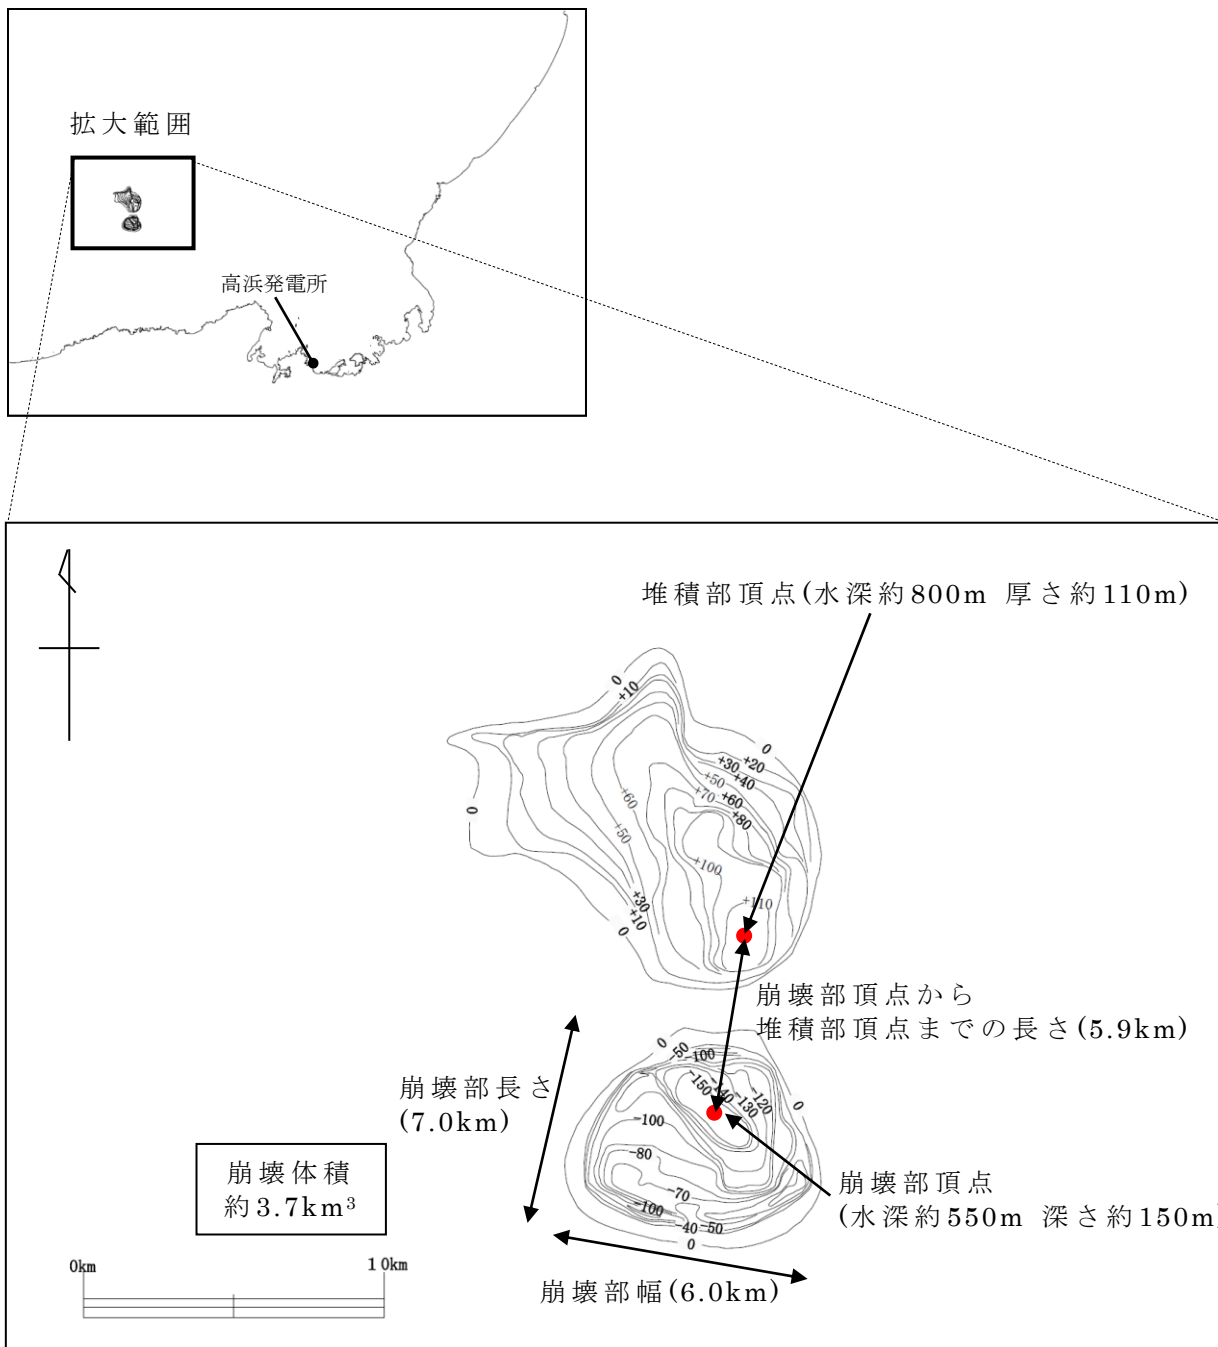 拡大範囲
高浜発電所
堆積部頂点(水深約800m 厚さ約110m)
0
+10
0
+20
+30
+40
+50
+60
+70
+80
+60
+50
0
+100
+110
+30
+10
0
崩壊部頂点から
堆積部頂点までの長さ(5.9km)
0
-50
-100
-150
-140
-130
-120
0
崩壊部長さ
(7.0km)
-100
-80
-70
-100
-40
-50
0
崩壊体積
約3.7km³
崩壊部頂点
(水深約550m 深さ約150m)
崩壊部幅(6.0km)
0km
10km